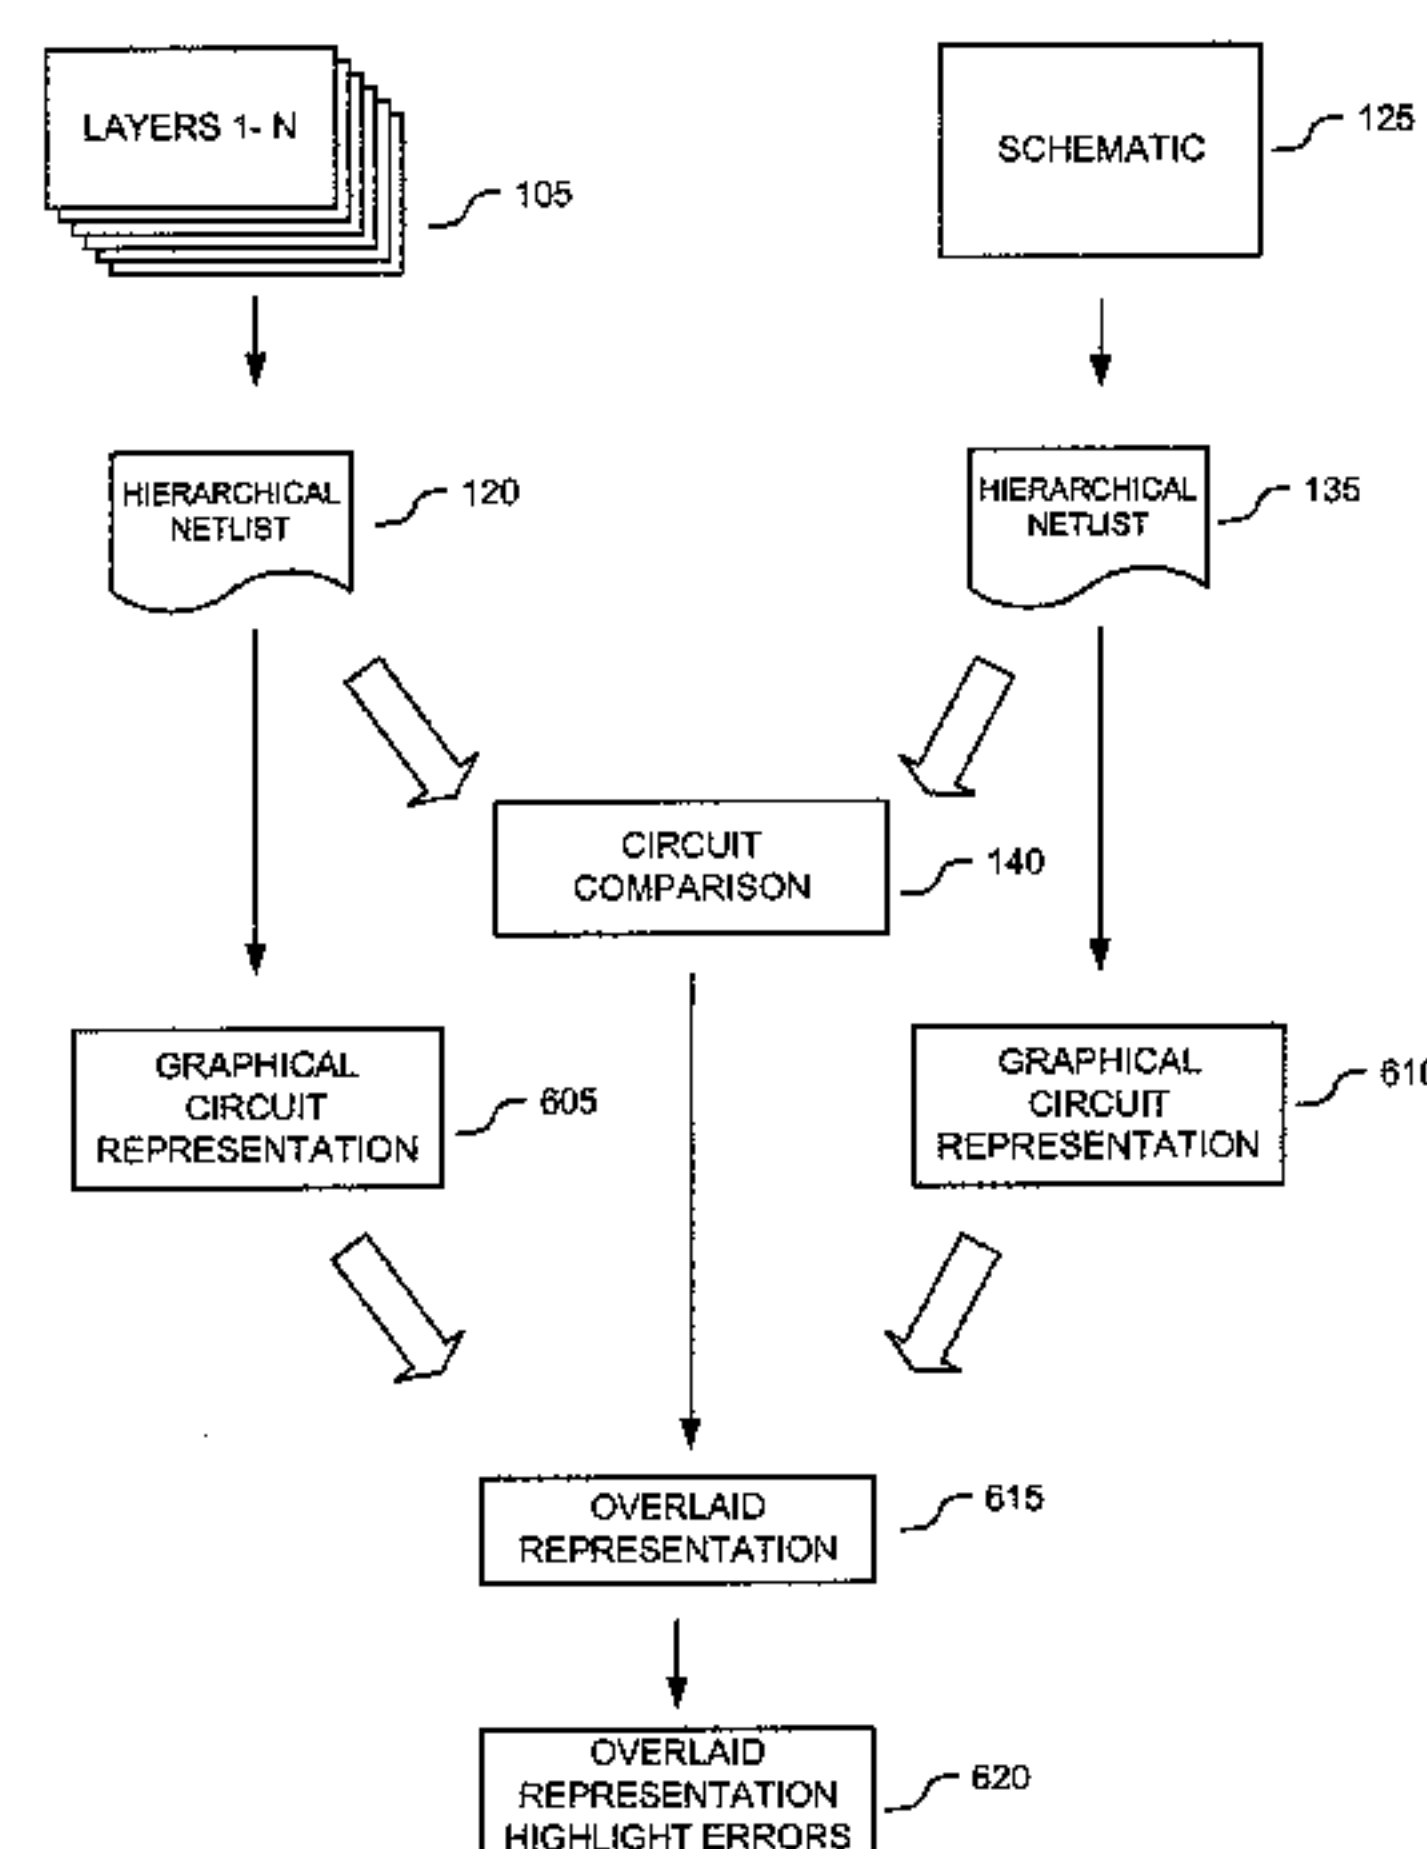 LAYERS 1- N
105
SCHEMATIC
125
HIERARCHICAL
NETLIST
120
HIERARCHICAL
NETLIST
135
CIRCUIT
COMPARISON
140
GRAPHICAL
CIRCUIT
REPRESENTATION
605
GRAPHICAL
CIRCUIT
REPRESENTATION
610
OVERLAID
REPRESENTATION
615
OVERLAID
REPRESENTATION
HIGHLIGHT ERRORS
620